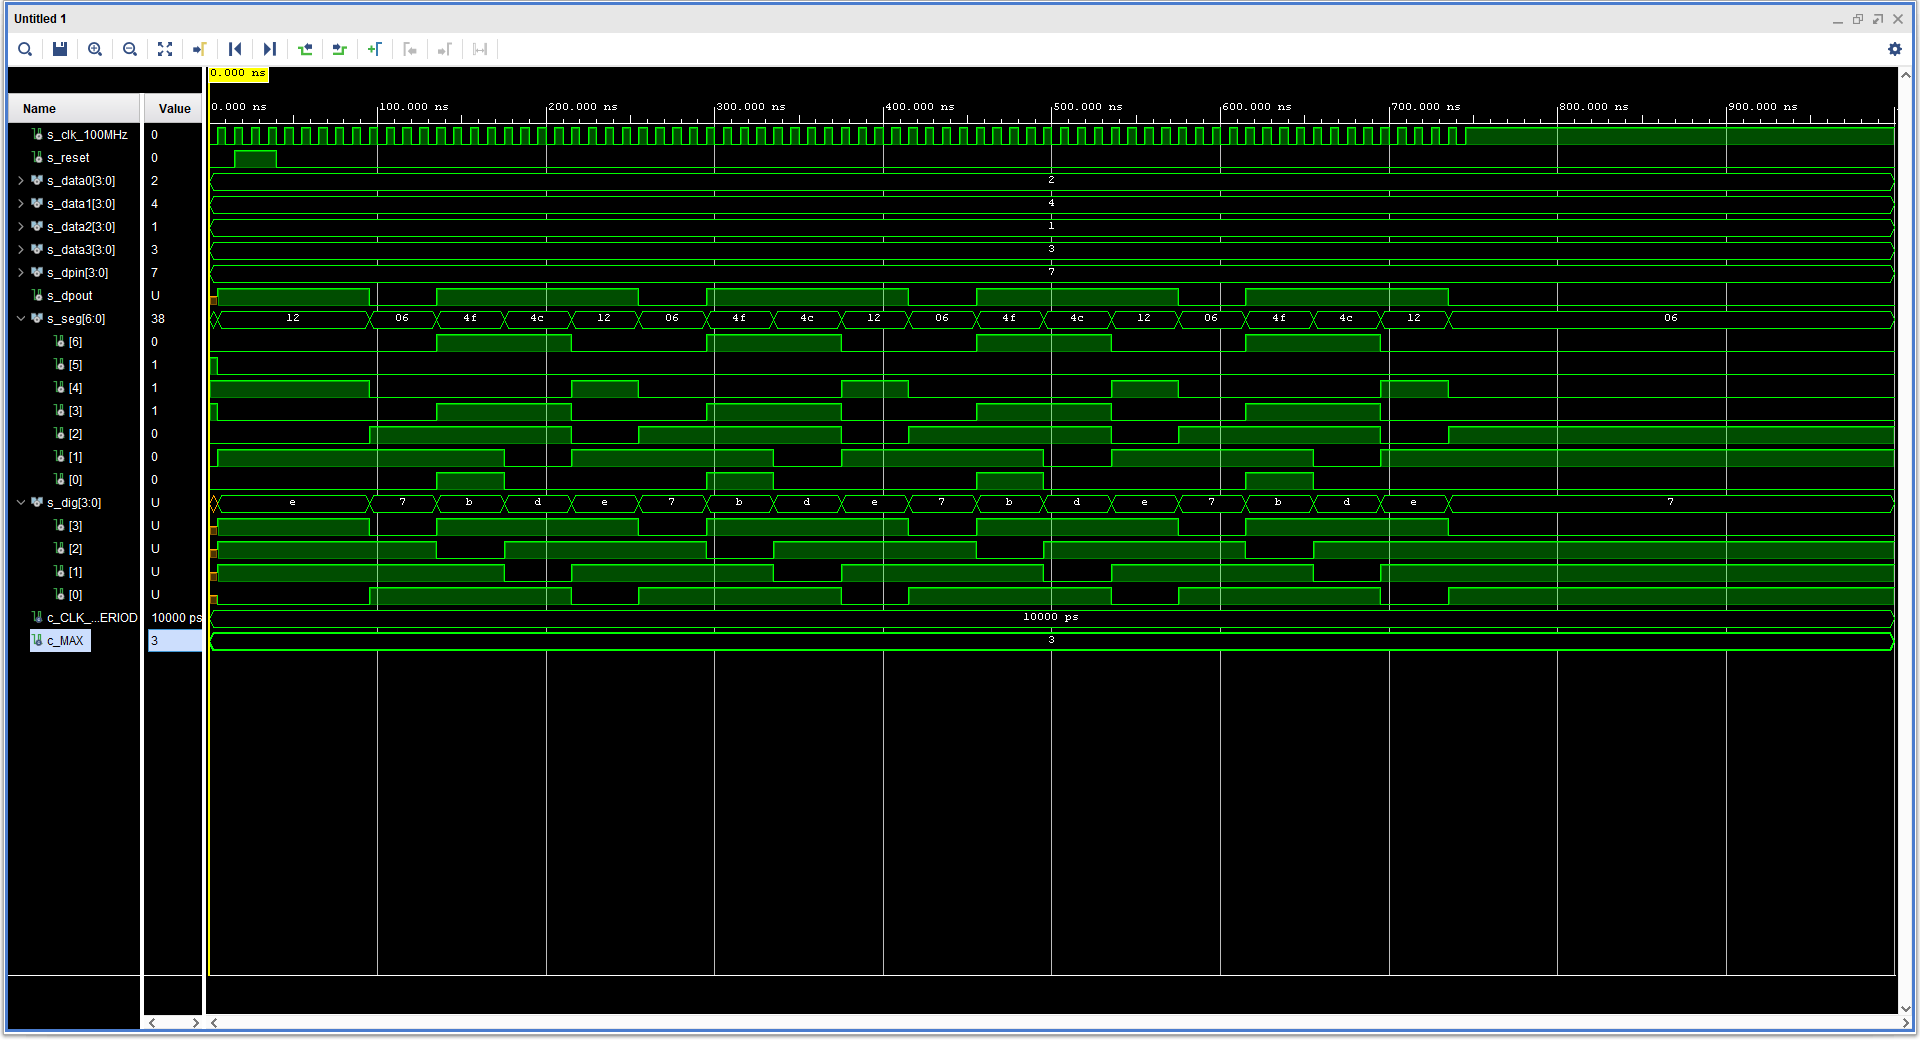 Untitled 1
0.000 ns
Name Value
0.000 ns 100.000 ns 200.000 ns 300.000 ns 400.000 ns 500.000 ns 600.000 ns 700.000 ns 800.000 ns 900.000 ns
s_clk_100MHz 0
s_reset 0
s_data0[3:0] 2 2
s_data1[3:0] 4 4
s_data2[3:0] 1 1
s_data3[3:0] 3 3
s_dpin[3:0] 7 7
s_dpout U
s_seg[6:0] 38 12 06 4f 4c 12 06 4f 4c 12 06 4f 4c 12 06 4f 4c 12 06
[6] 0
[5] 1
[4] 1
[3] 1
[2] 0
[1] 0
[0] 0
s_dig[3:0] U e 7 b d e 7 b d e 7 b d e 7 b d e 7
[3] U
[2] U
[1] U
[0] U
c_CLK_...ERIOD 10000 ps 10000 ps
c_MAX 3 3